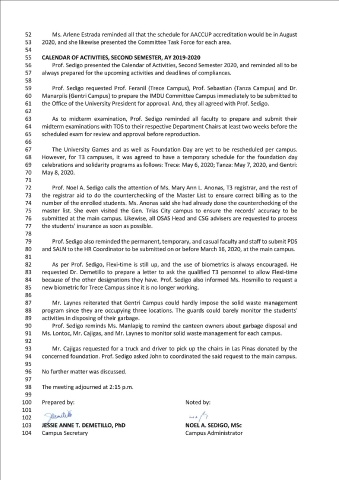 52 Ms. Arlene Estrada reminded all that the schedule for AACCUP accreditation would be in August
53 2020, and she likewise presented the Committee Task Force for each area.
54
55 CALENDAR OF ACTIVITIES, SECOND SEMESTER, AY 2019-2020
56 Prof. Sedigo presented the Calendar of Activities, Second Semester 2020, and reminded all to be
57 always prepared for the upcoming activities and deadlines of compliances.
58
59 Prof. Sedigo requested Prof. Feranil (Trece Campus), Prof. Sebastian (Tanza Campus) and Dr.
60 Manarpiis (Gentri Campus) to prepare the IMDU Committee Campus immediately to be submitted to
61 the Office of the University President for approval. And, they all agreed with Prof. Sedigo.
62
63 As to midterm examination, Prof. Sedigo reminded all faculty to prepare and submit their
64 midterm examinations with TOS to their respective Department Chairs at least two weeks before the
65 scheduled exam for review and approval before reproduction.
66
67 The University Games and as well as Foundation Day are yet to be rescheduled per campus.
68 However, for T3 campuses, it was agreed to have a temporary schedule for the foundation day
69 celebrations and solidarity programs as follows: Trece: May 6, 2020; Tanza: May 7, 2020, and Gentri:
70 May 8, 2020.
71
72 Prof. Noel A. Sedigo calls the attention of Ms. Mary Ann L. Anonas, T3 registrar, and the rest of
73 the registrar aid to do the counterchecking of the Master List to ensure correct billing as to the
74 number of the enrolled students. Ms. Anonas said she had already done the counterchecking of the
75 master list. She even visited the Gen. Trias City campus to ensure the records' accuracy to be
76 submitted at the main campus. Likewise, all OSAS Head and CSG advisers are requested to process
77 the students' insurance as soon as possible.
78
79 Prof. Sedigo also reminded the permanent, temporary, and casual faculty and staff to submit PDS
80 and SALN to the HR Coordinator to be submitted on or before March 16, 2020, at the main campus.
81
82 As per Prof. Sedigo, Flexi-time is still up, and the use of biometrics is always encouraged. He
83 requested Dr. Demetillo to prepare a letter to ask the qualified T3 personnel to allow Flexi-time
84 because of the other designations they have. Prof. Sedigo also informed Ms. Hosmillo to request a
85 new biometric for Trece Campus since it is no longer working.
86
87 Mr. Laynes reiterated that Gentri Campus could hardly impose the solid waste management
88 program since they are occupying three locations. The guards could barely monitor the students'
89 activities in disposing of their garbage.
90 Prof. Sedigo reminds Ms. Manlapig to remind the canteen owners about garbage disposal and
91 Ms. Lontoc, Mr. Cajigas, and Mr. Laynes to monitor solid waste management for each campus.
92
93 Mr. Cajigas requested for a truck and driver to pick up the chairs in Las Pinas donated by the
94 concerned foundation. Prof. Sedigo asked John to coordinated the said request to the main campus.
95
96 No further matter was discussed.
97
98 The meeting adjourned at 2:15 p.m.
99
100 Prepared by: Noted by:
101
102
103 JESSIE ANNE T. DEMETILLO, PhD NOEL A. SEDIGO, MSc
104 Campus Secretary Campus Administrator